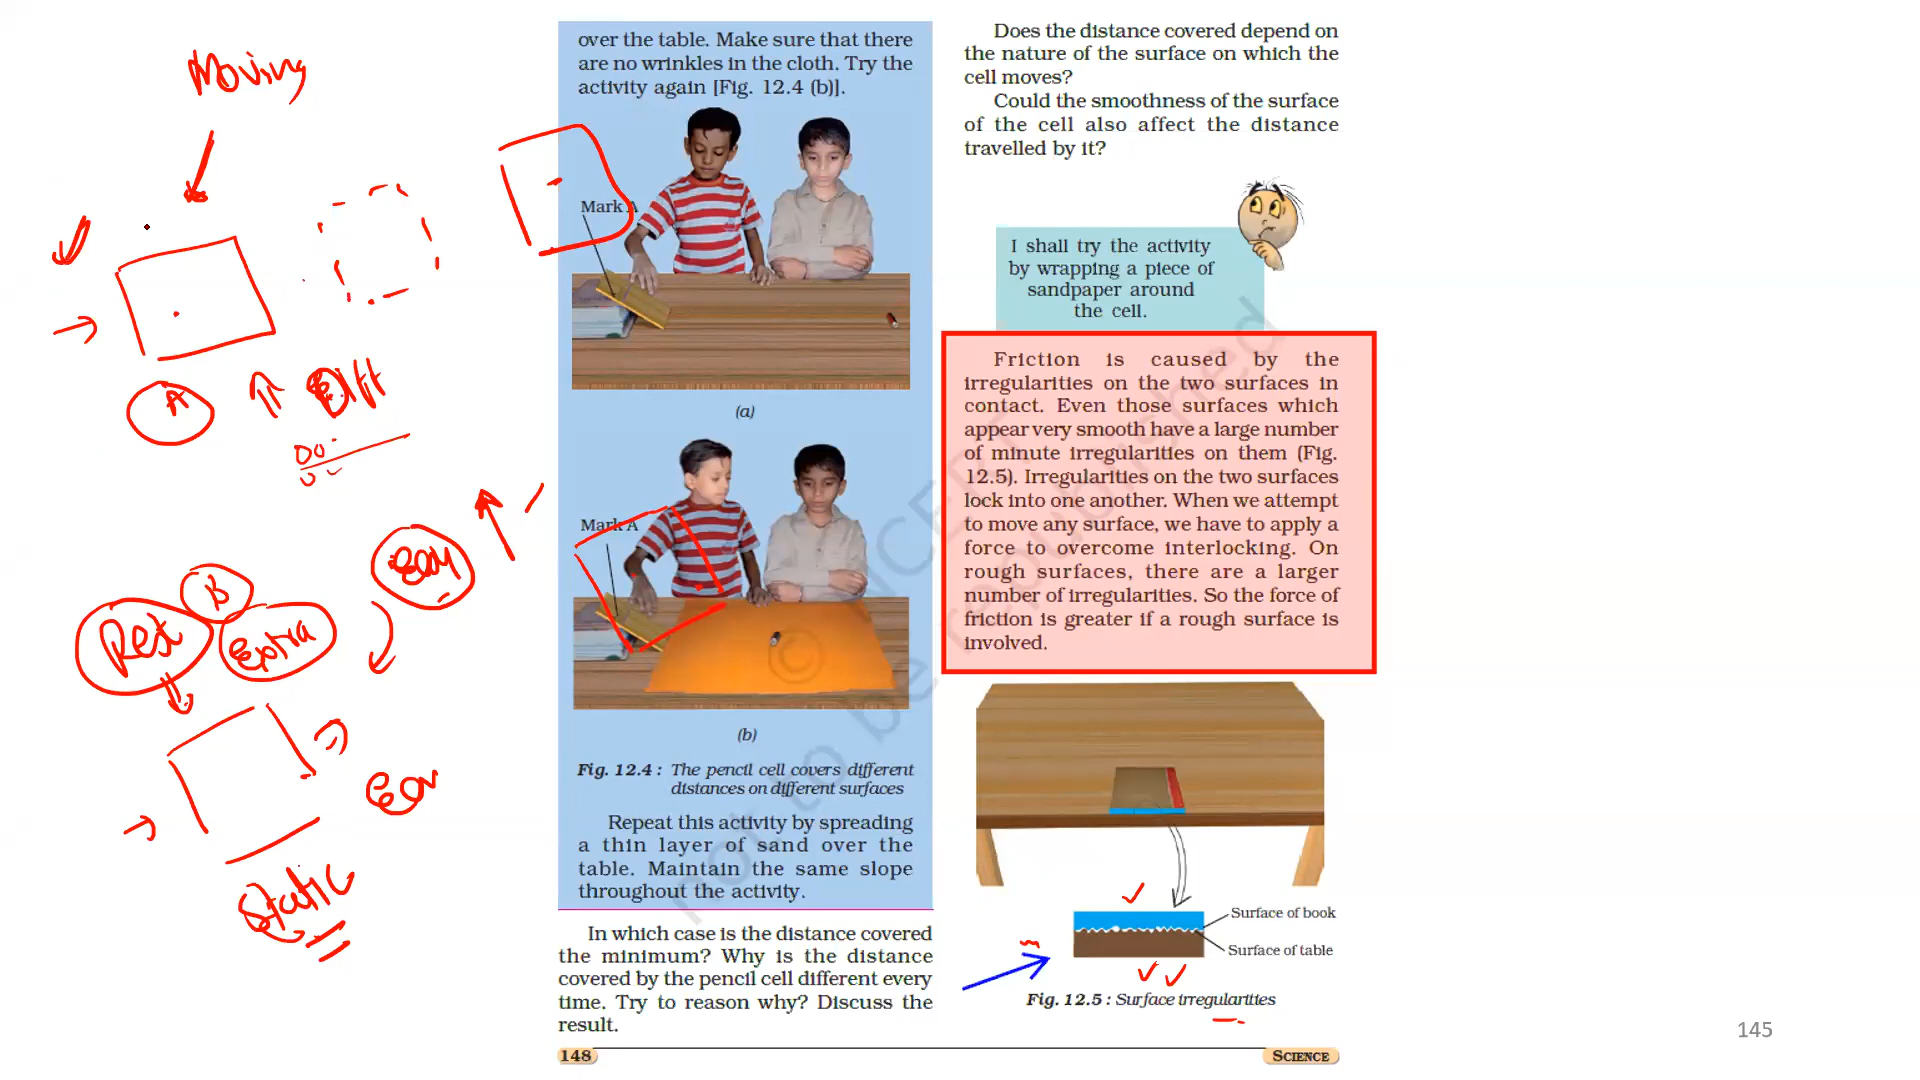 Moving
A
Diff
B
Rest
Extra
Easy
Static
over the table. Make sure that there
are no wrinkles in the cloth. Try the
activity again [Fig. 12.4 (b)].
Mark A
(a)
Mark A
(b)
Fig. 12.4 : The pencil cell covers different
distances on different surfaces
Repeat this activity by spreading
a thin layer of sand over the
table. Maintain the same slope
throughout the activity.
In which case is the distance covered
the minimum? Why is the distance
covered by the pencil cell different every
time. Try to reason why? Discuss the
result.
Does the distance covered depend on
the nature of the surface on which the
cell moves?
Could the smoothness of the surface
of the cell also affect the distance
travelled by it?
I shall try the activity
by wrapping a piece of
sandpaper around
the cell.
Friction is caused by the
irregularities on the two surfaces in
contact. Even those surfaces which
appear very smooth have a large number
of minute irregularities on them (Fig.
12.5). Irregularities on the two surfaces
lock into one another. When we attempt
to move any surface, we have to apply a
force to overcome interlocking. On
rough surfaces, there are a larger
number of irregularities. So the force of
friction is greater if a rough surface is
involved.
Surface of book
Surface of table
Fig. 12.5 : Surface irregularities
148
SCIENCE
145
© NCERT
not to be republished